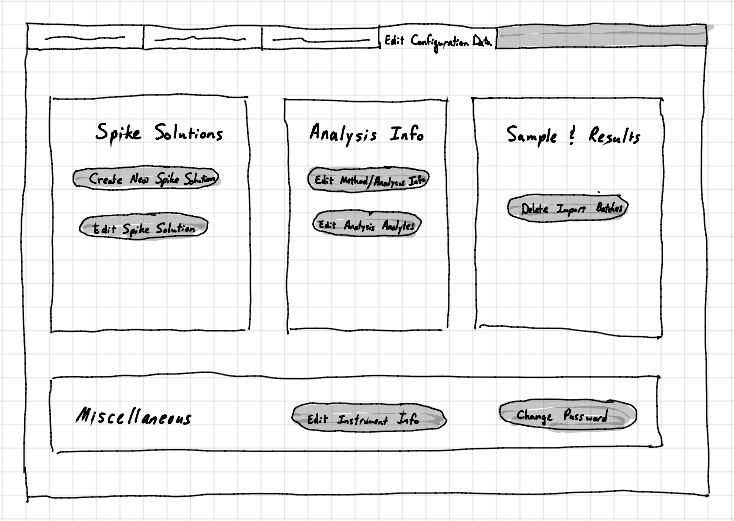 Edit Configuration Data
Spike Solutions
Create New Spike Solution
Edit Spike Solution
Analysis Info
Edit Method/Analysis Info
Edit Analysis Analytes
Sample & Results
Delete Import Batches
Miscellaneous
Edit Instrument Info
Change Password